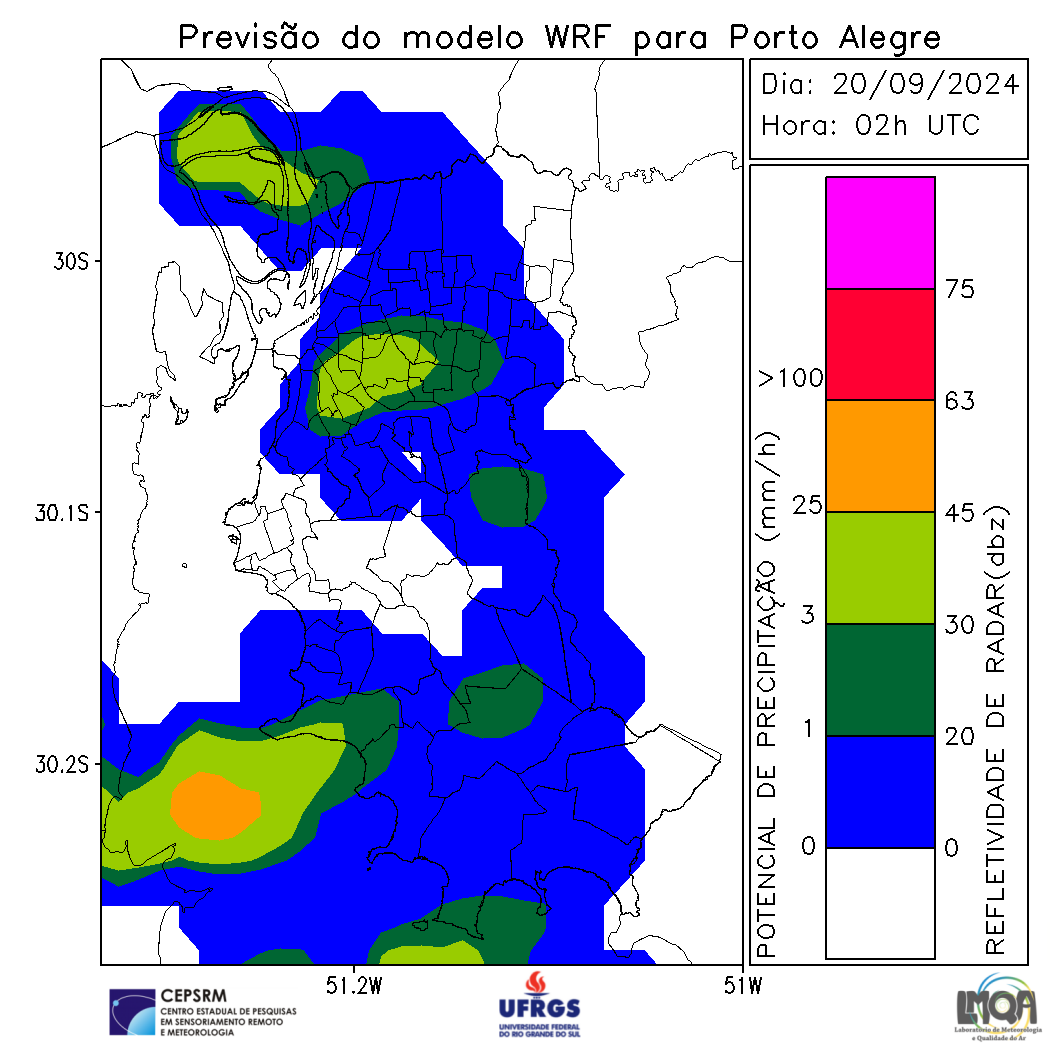 Previsão do modelo WRF para Porto Alegre
Dia: 20/09/2024
Hora: 02h UTC
30S
30.1S
30.2S
51.2W
51W
POTENCIAL DE PRECIPITAÇÃO (mm/h)
>100
25
3
1
0
75
63
45
30
20
0
REFLETIVIDADE DE RADAR(dbz)
CEPSRM
CENTRO ESTADUAL DE PESQUISAS
EM SENSORIAMENTO REMOTO
E METEOROLOGIA
UFRGS
UNIVERSIDADE FEDERAL
DO RIO GRANDE DO SUL
LMQA
Laboratório de Meteorologia
e Qualidade do Ar